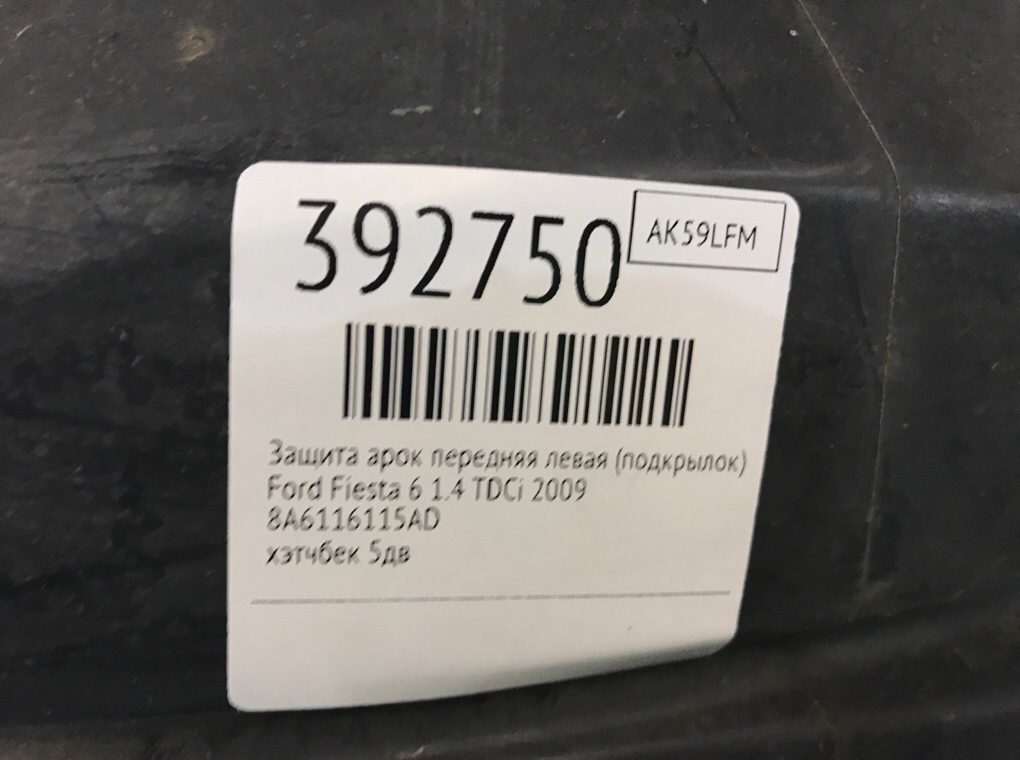 392750
AK59LFM
Защита арок передняя левая (подкрылок)
Ford Fiesta 6 1.4 TDCi 2009
8A6116115AD
хэтчбек 5дв